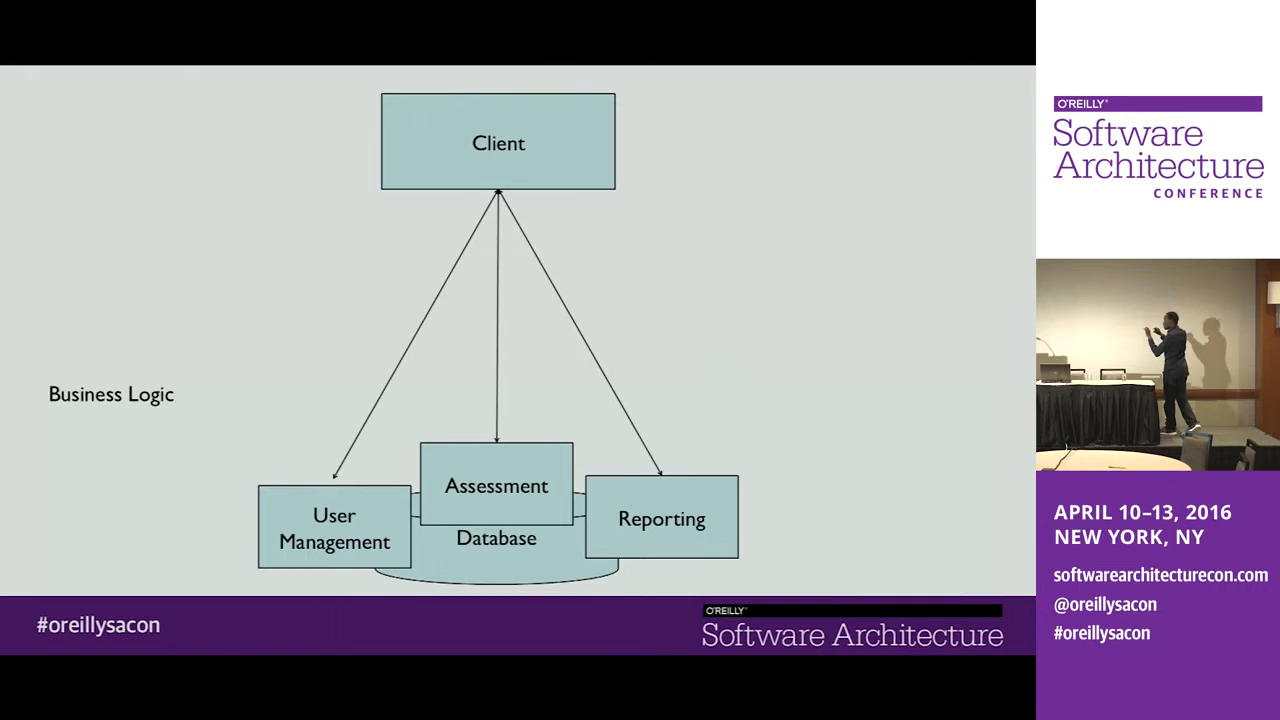 Client
Business Logic
Assessment
User
Management
Reporting
Database
#oreillysacon
O'REILLY®
Software Architecture
O'REILLY®
Software
Architecture
CONFERENCE
APRIL 10–13, 2016
NEW YORK, NY
softwarearchitecturecon.com
@oreillysacon
#oreillysacon